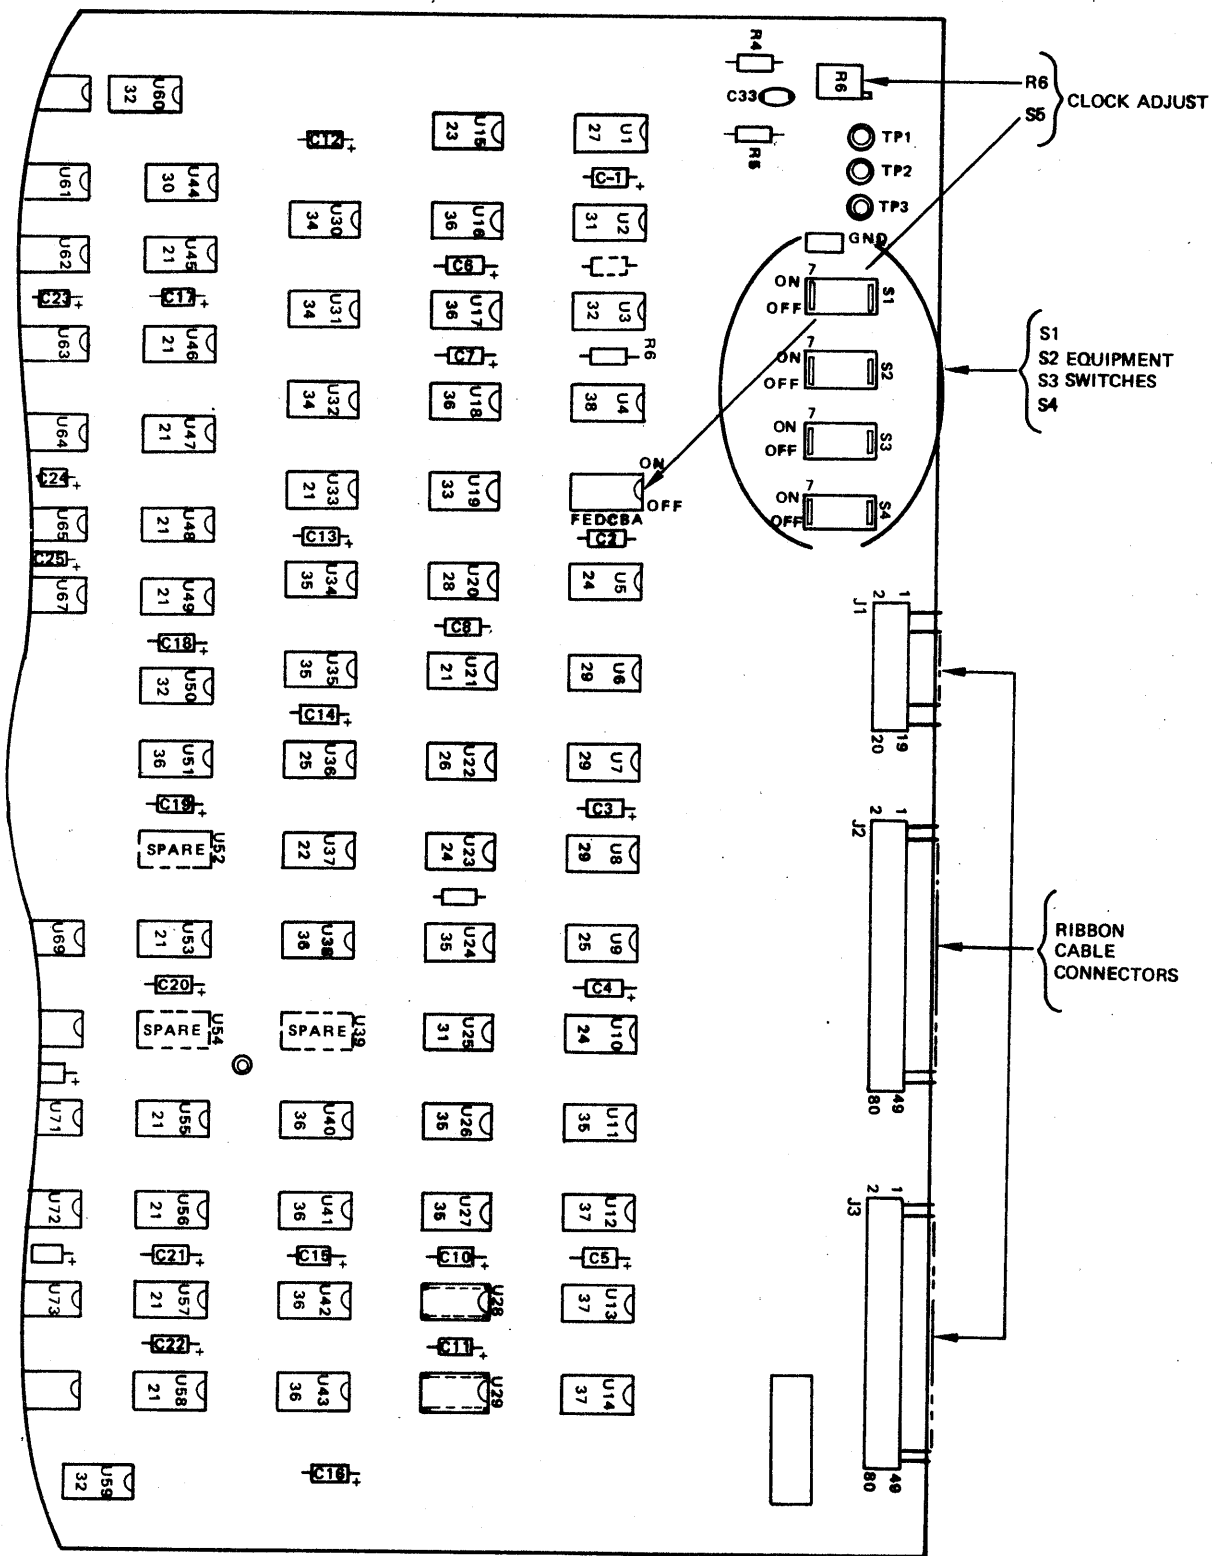 R4
R6
R6
C33
S5
CLOCK ADJUST
R5
TP1
TP2
TP3
GND
U60
32
C12
U15
23
U1
27
C-1
U61
U44
30
U30
34
U16
36
U2
31
U62
U45
21
C6
C23
C17
U31
34
U17
36
U3
32
R6
U63
U46
21
C7
U32
34
U18
36
U4
38
U64
U47
21
C24
U33
21
U19
33
ON
OFF
FEDCBA
C2
U65
U48
21
C13
C25
U67
U49
21
U34
35
U20
28
U5
24
C18
C8
U50
32
U35
35
U21
21
U6
29
C14
U51
36
U36
25
U22
26
U7
29
C19
C3
SPARE
U52
U37
22
U23
24
U8
29
U69
U53
21
U38
36
U24
35
U9
25
C20
C4
SPARE
U54
SPARE
U39
U25
31
U10
24
U71
U55
21
U40
36
U26
35
U11
35
U72
U56
21
U41
36
U27
35
U12
37
C21
C15
C10
C5
U73
U57
21
U42
36
U28
U13
37
C22
C11
U58
21
U43
36
U29
U14
37
U59
32
C16
7
ON
OFF
S1
7
ON
OFF
S2
7
ON
OFF
S3
7
ON
OFF
S4
S1
S2 EQUIPMENT
S3 SWITCHES
S4
J1
2
1
20
19
J2
2
1
80
49
J3
2
1
80
49
RIBBON
CABLE
CONNECTORS